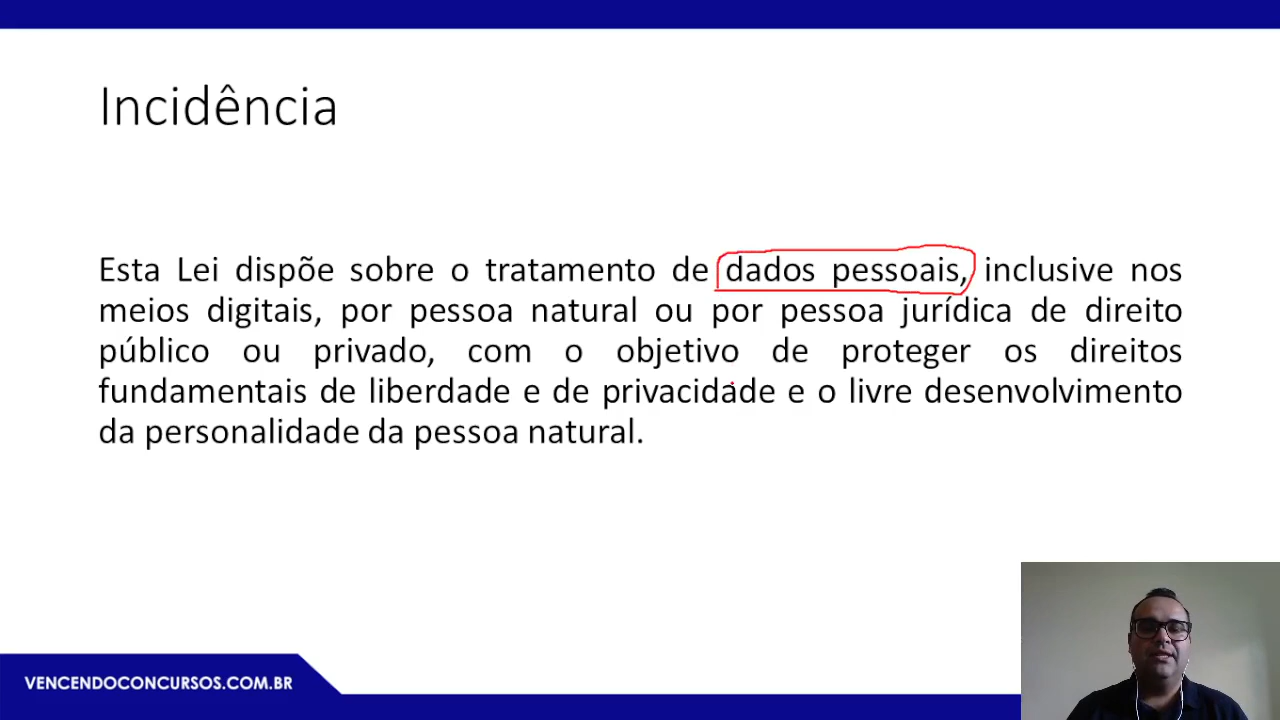 Incidência
Esta Lei dispõe sobre o tratamento de dados pessoais, inclusive nos
meios digitais, por pessoa natural ou por pessoa jurídica de direito
público ou privado, com o objetivo de proteger os direitos
fundamentais de liberdade e de privacidade e o livre desenvolvimento
da personalidade da pessoa natural.
VENCENDOCONCURSOS.COM.BR